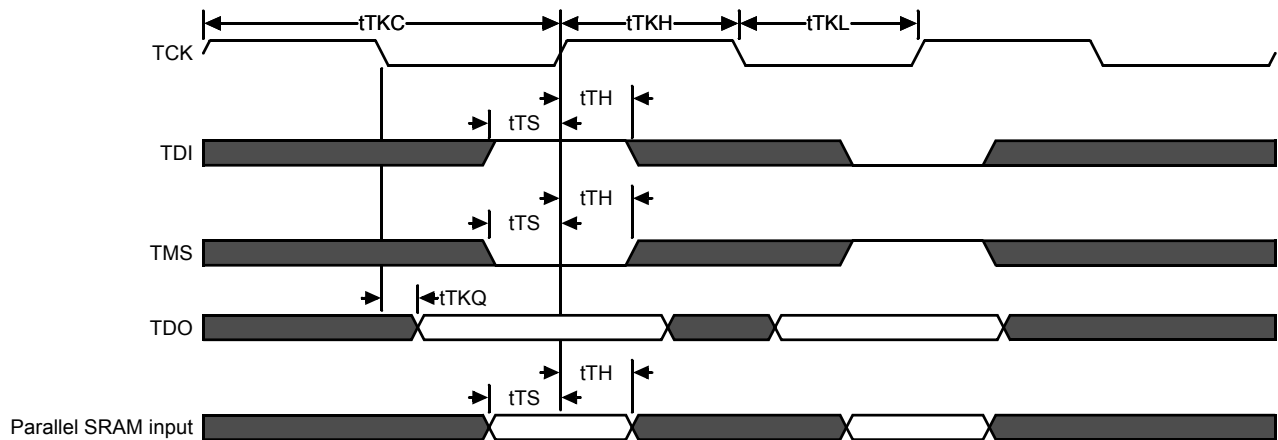 tTKC
tTKH
tTKL
TCK
tTH
tTS
TDI
tTH
tTS
TMS
tTKQ
TDO
tTH
tTS
Parallel SRAM input